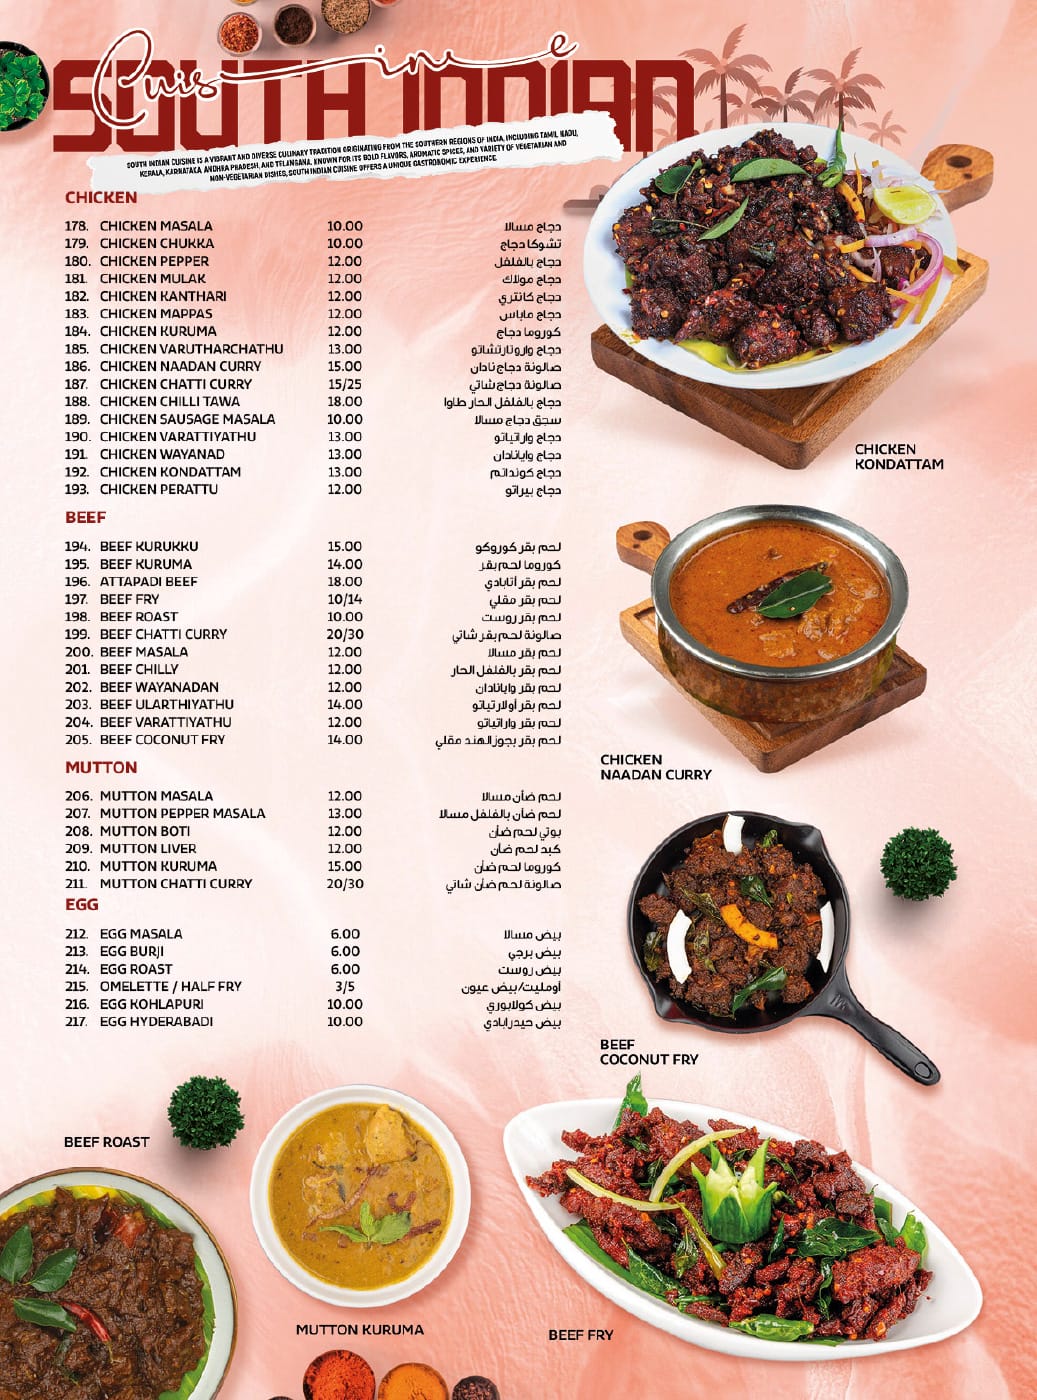 Cuisine
SOUTH INDIAN
SOUTH INDIAN CUISINE IS A VIBRANT AND DIVERSE CULINARY TRADITION ORIGINATING FROM THE SOUTHERN REGIONS OF INDIA, INCLUDING TAMIL NADU,
KERALA, KARNATAKA, ANDHRA PRADESH, AND TELANGANA. KNOWN FOR ITS BOLD FLAVORS, AROMATIC SPICES, AND VARIETY OF VEGETARIAN AND
NON-VEGETARIAN DISHES, SOUTH INDIAN CUISINE OFFERS A UNIQUE GASTRONOMIC EXPERIENCE.
CHICKEN
178. CHICKEN MASALA 10.00 دجاج مسالا
179. CHICKEN CHUKKA 10.00 تشوكا دجاج
180. CHICKEN PEPPER 12.00 دجاج بالفلفل
181. CHICKEN MULAK 12.00 دجاج مولاك
182. CHICKEN KANTHARI 12.00 دجاج كانتري
183. CHICKEN MAPPAS 12.00 دجاج ماباس
184. CHICKEN KURUMA 12.00 كوروما دجاج
185. CHICKEN VARUTHARCHATHU 13.00 دجاج واروتارتشاتو
186. CHICKEN NAADAN CURRY 15.00 صالونة دجاج نادان
187. CHICKEN CHATTI CURRY 15/25 صالونة دجاج شاتي
188. CHICKEN CHILLI TAWA 18.00 دجاج بالفلفل الحار طاوا
189. CHICKEN SAUSAGE MASALA 10.00 سجق دجاج مسالا
190. CHICKEN VARATTIYATHU 13.00 دجاج واراتياتو
191. CHICKEN WAYANAD 13.00 دجاج وايانادان
192. CHICKEN KONDATTAM 13.00 دجاج كونداتم
193. CHICKEN PERATTU 12.00 دجاج بيراتو
CHICKEN
KONDATTAM
BEEF
194. BEEF KURUKKU 15.00 لحم بقر كوروكو
195. BEEF KURUMA 14.00 كوروما لحم بقر
196. ATTAPADI BEEF 18.00 لحم بقر أتابادي
197. BEEF FRY 10/14 لحم بقر مقلي
198. BEEF ROAST 10.00 لحم بقر روست
199. BEEF CHATTI CURRY 20/30 صالونة لحم بقر شاتي
200. BEEF MASALA 12.00 لحم بقر مسالا
201. BEEF CHILLY 12.00 لحم بقر بالفلفل الحار
202. BEEF WAYANADAN 12.00 لحم بقر وايانادان
203. BEEF ULARTHIYATHU 14.00 لحم بقر أولارتياتو
204. BEEF VARATTIYATHU 12.00 لحم بقر واراتياتو
205. BEEF COCONUT FRY 14.00 لحم بقر بجوز الهند مقلي
CHICKEN
NAADAN CURRY
MUTTON
206. MUTTON MASALA 12.00 لحم ضأن مسالا
207. MUTTON PEPPER MASALA 13.00 لحم ضأن بالفلفل مسالا
208. MUTTON BOTI 12.00 بوتي لحم ضأن
209. MUTTON LIVER 12.00 كبد لحم ضأن
210. MUTTON KURUMA 15.00 كوروما لحم ضأن
211. MUTTON CHATTI CURRY 20/30 صالونة لحم ضأن شاتي
EGG
212. EGG MASALA 6.00 بيض مسالا
213. EGG BURJI 6.00 بيض برجي
214. EGG ROAST 6.00 بيض روست
215. OMELETTE / HALF FRY 3/5 أومليت/بيض عيون
216. EGG KOHLAPURI 10.00 بيض كولابوري
217. EGG HYDERABADI 10.00 بيض حيدرابادي
BEEF
COCONUT FRY
BEEF ROAST
MUTTON KURUMA
BEEF FRY